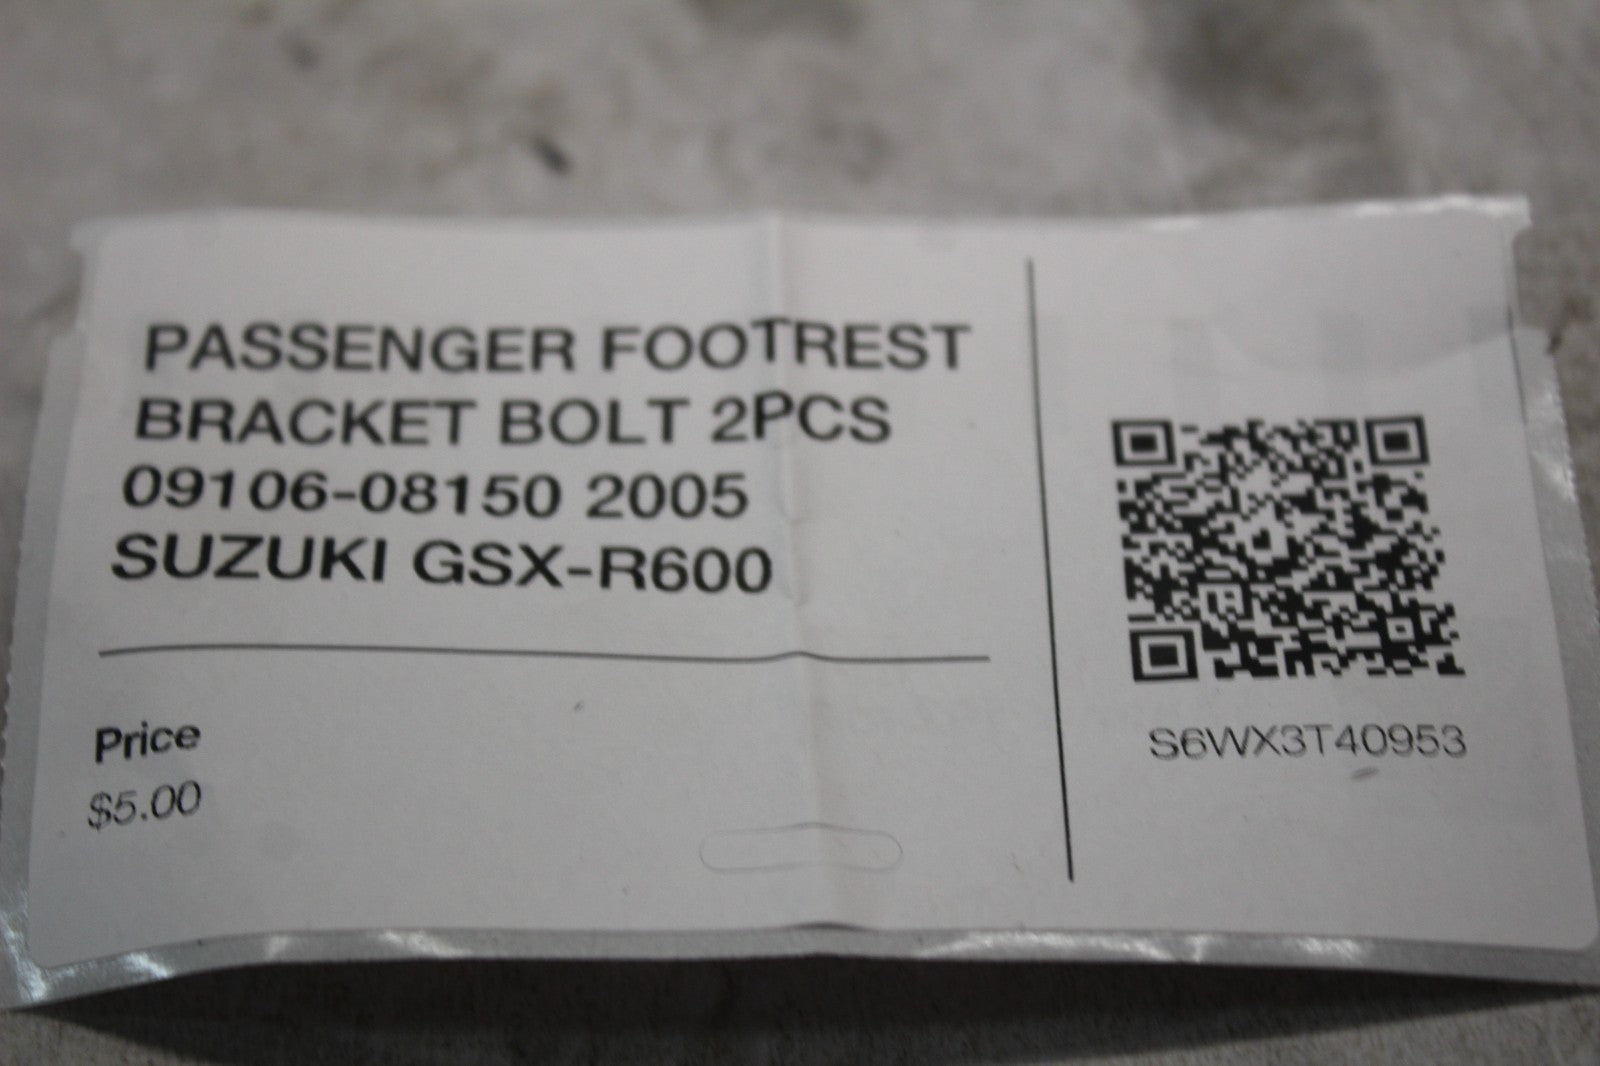 PASSENGER FOOTREST
BRACKET BOLT 2PCS
09106-08150 2005
SUZUKI GSX-R600
Price
$5.00
S6WX3T40953